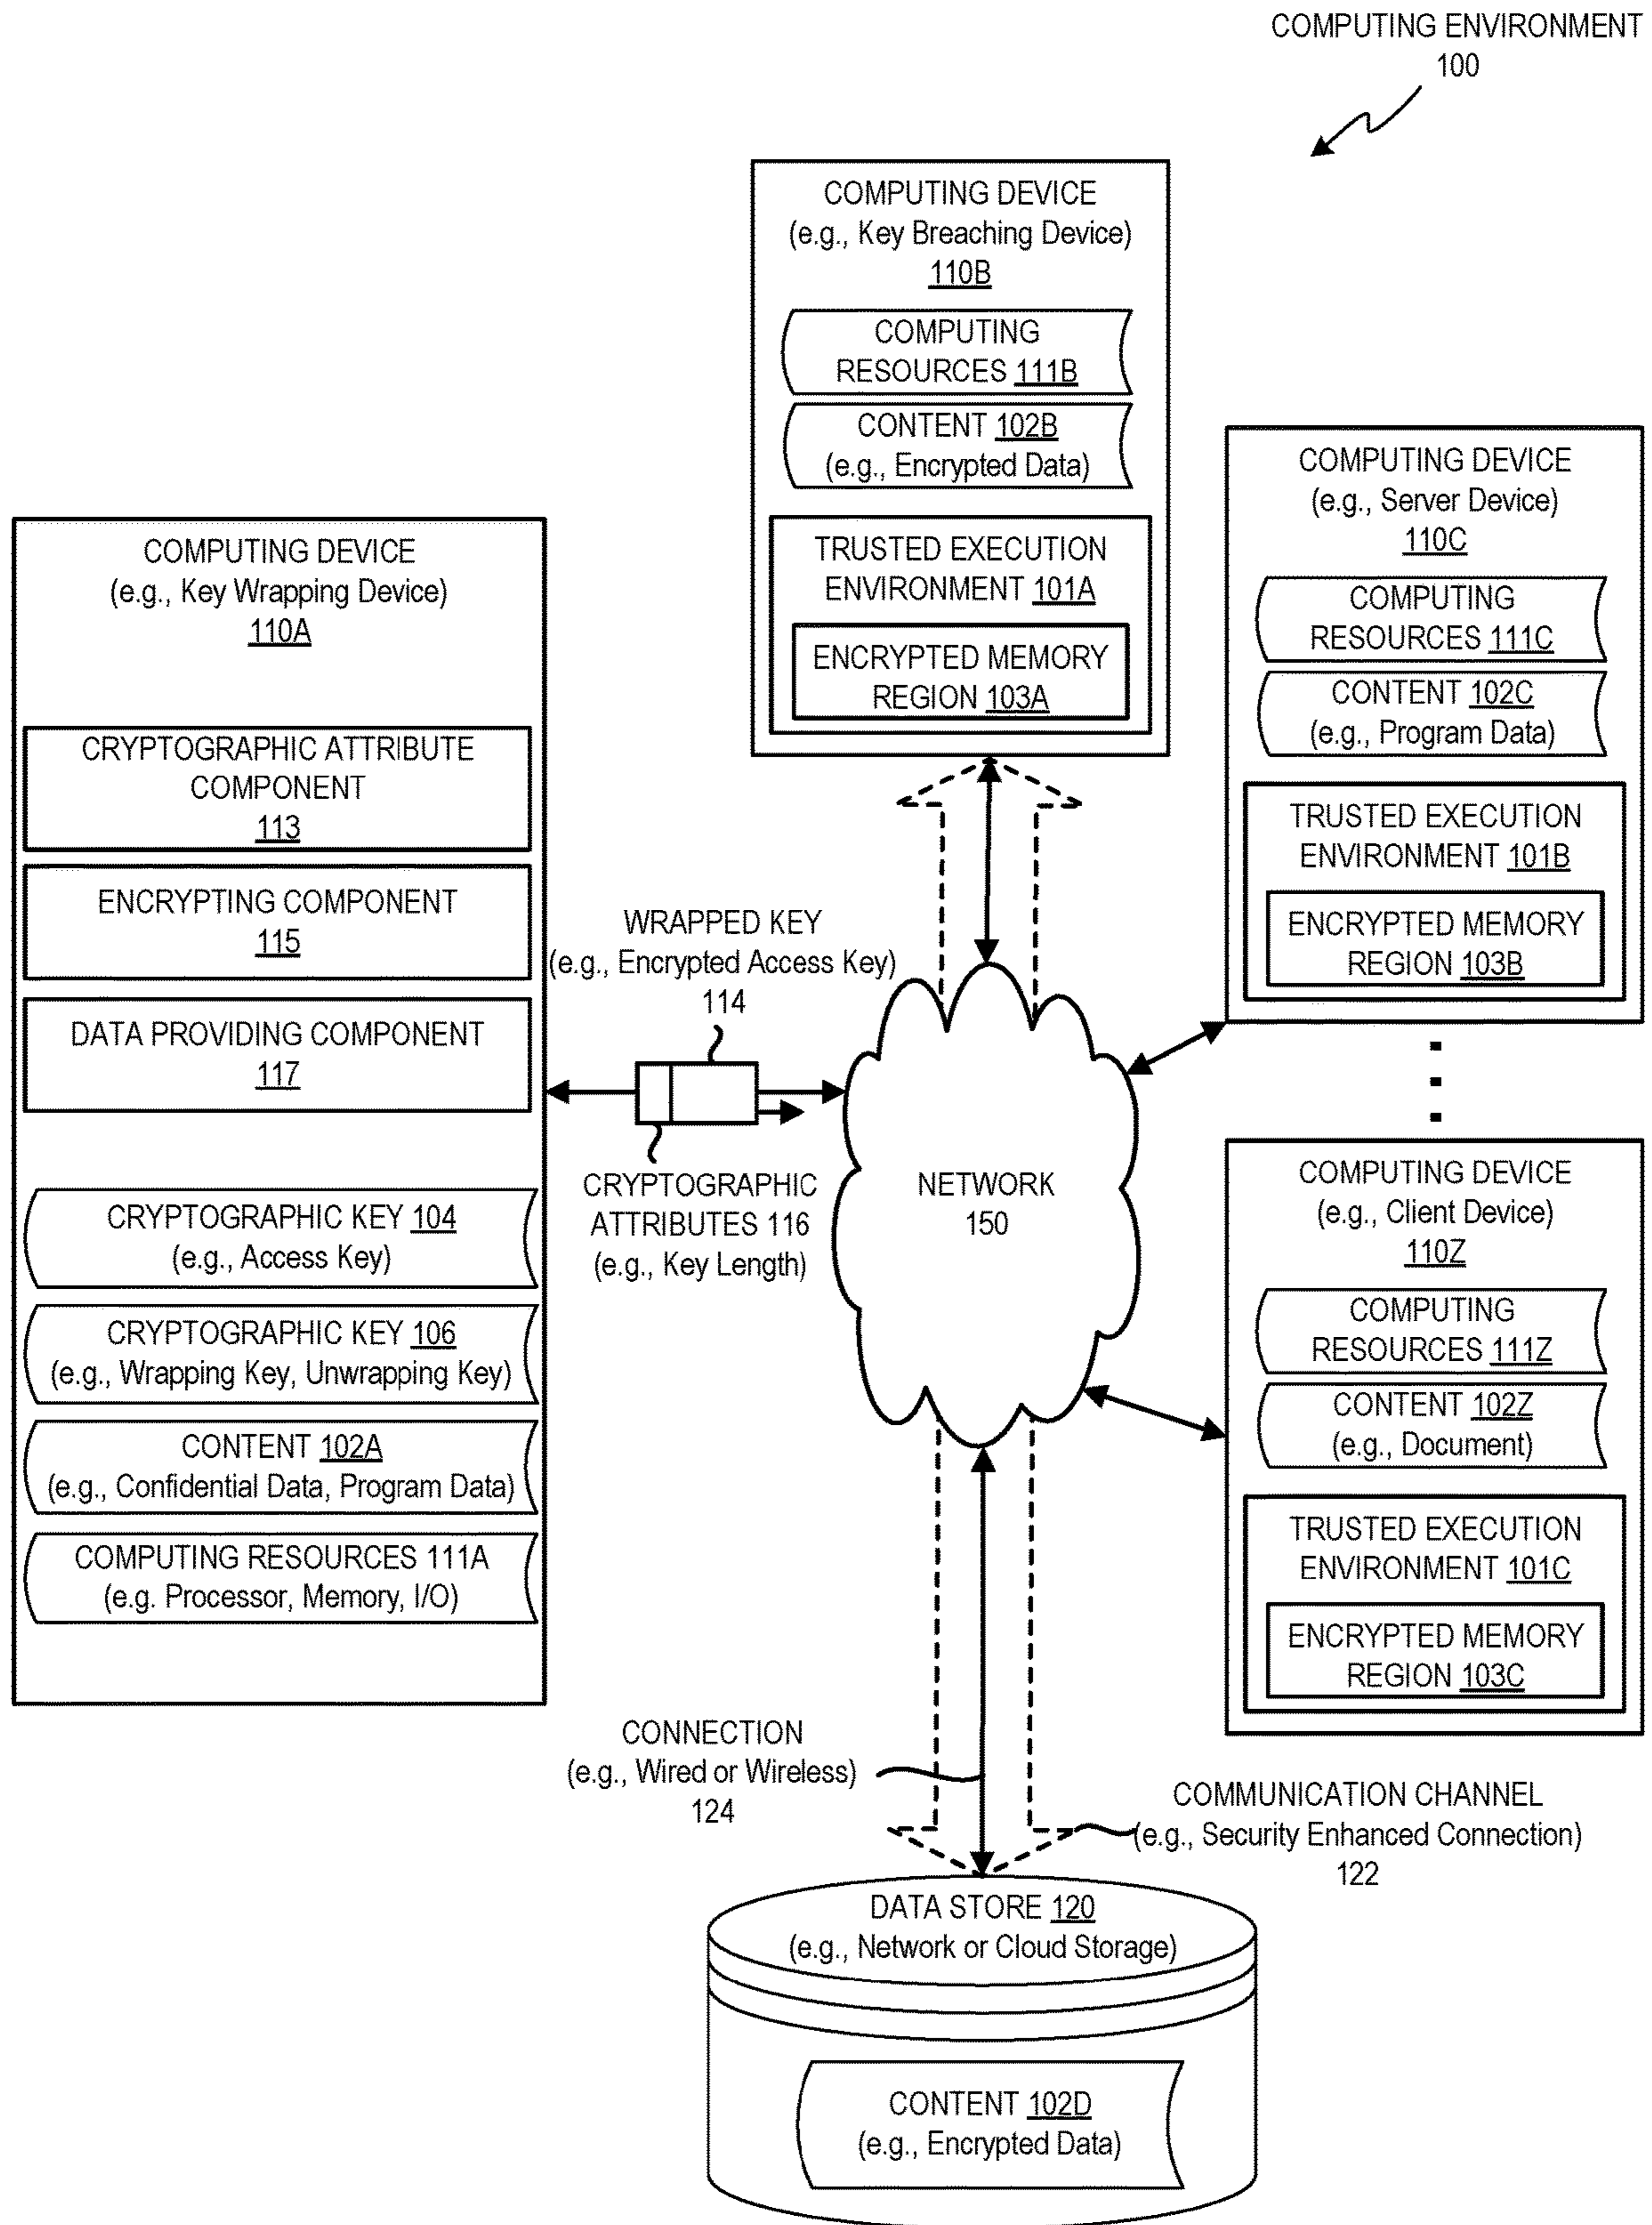 COMPUTING ENVIRONMENT
100
COMPUTING DEVICE
(e.g., Key Breaching Device)
110B
COMPUTING
RESOURCES 111B
CONTENT 102B
(e.g., Encrypted Data)
TRUSTED EXECUTION
ENVIRONMENT 101A
ENCRYPTED MEMORY
REGION 103A
COMPUTING DEVICE
(e.g., Server Device)
110C
COMPUTING
RESOURCES 111C
CONTENT 102C
(e.g., Program Data)
TRUSTED EXECUTION
ENVIRONMENT 101B
ENCRYPTED MEMORY
REGION 103B
COMPUTING DEVICE
(e.g., Key Wrapping Device)
110A
CRYPTOGRAPHIC ATTRIBUTE
COMPONENT
113
ENCRYPTING COMPONENT
115
DATA PROVIDING COMPONENT
117
CRYPTOGRAPHIC KEY 104
(e.g., Access Key)
CRYPTOGRAPHIC KEY 106
(e.g., Wrapping Key, Unwrapping Key)
CONTENT 102A
(e.g., Confidential Data, Program Data)
COMPUTING RESOURCES 111A
(e.g. Processor, Memory, I/O)
WRAPPED KEY
(e.g., Encrypted Access Key)
114
CRYPTOGRAPHIC
ATTRIBUTES 116
(e.g., Key Length)
NETWORK
150
COMPUTING DEVICE
(e.g., Client Device)
110Z
COMPUTING
RESOURCES 111Z
CONTENT 102Z
(e.g., Document)
TRUSTED EXECUTION
ENVIRONMENT 101C
ENCRYPTED MEMORY
REGION 103C
CONNECTION
(e.g., Wired or Wireless)
124
COMMUNICATION CHANNEL
(e.g., Security Enhanced Connection)
122
DATA STORE 120
(e.g., Network or Cloud Storage)
CONTENT 102D
(e.g., Encrypted Data)